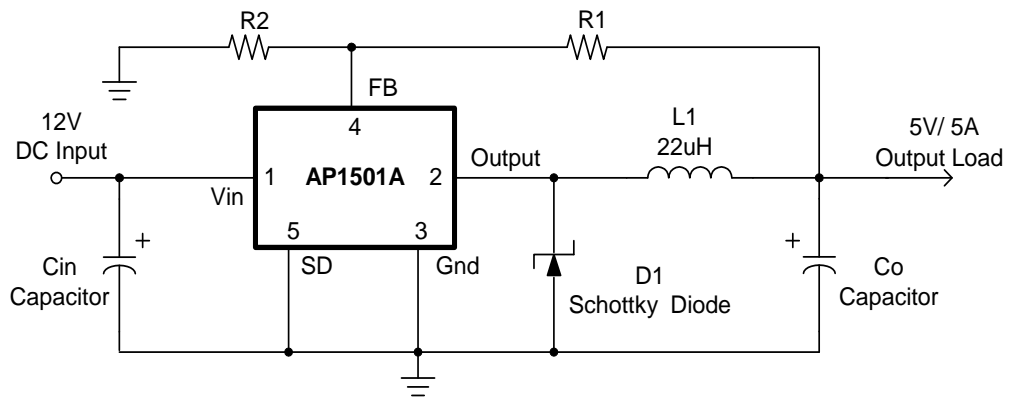 R2
R1
FB
4
12V
DC Input
L1
22uH
5V/ 5A
Output Load
Output
1
AP1501A
2
Vin
5
3
SD
Gnd
+
Cin
Capacitor
D1
Schottky Diode
+
Co
Capacitor